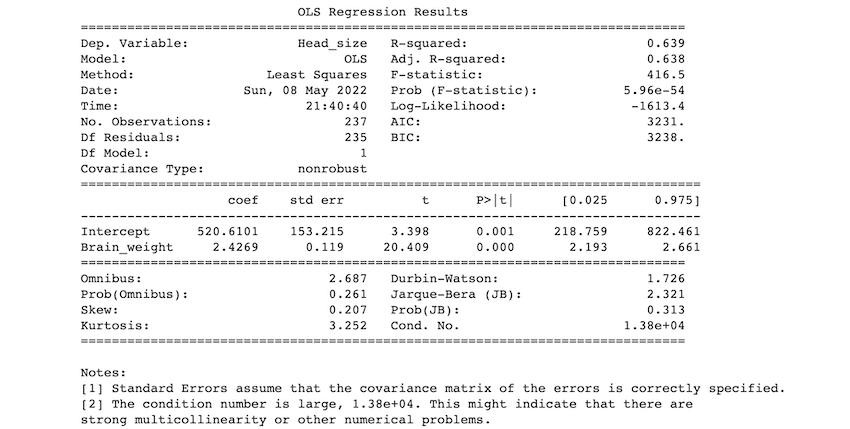 OLS Regression Results
==============================================================================
Dep. Variable: Head_size R-squared: 0.639
Model: OLS Adj. R-squared: 0.638
Method: Least Squares F-statistic: 416.5
Date: Sun, 08 May 2022 Prob (F-statistic): 5.96e-54
Time: 21:40:40 Log-Likelihood: -1613.4
No. Observations: 237 AIC: 3231.
Df Residuals: 235 BIC: 3238.
Df Model: 1
Covariance Type: nonrobust
================================================================================
coef std err t P>|t| [0.025 0.975]
--------------------------------------------------------------------------------
Intercept 520.6101 153.215 3.398 0.001 218.759 822.461
Brain_weight 2.4269 0.119 20.409 0.000 2.193 2.661
==============================================================================
Omnibus: 2.687 Durbin-Watson: 1.726
Prob(Omnibus): 0.261 Jarque-Bera (JB): 2.321
Skew: 0.207 Prob(JB): 0.313
Kurtosis: 3.252 Cond. No. 1.38e+04
==============================================================================
Notes:
[1] Standard Errors assume that the covariance matrix of the errors is correctly specified.
[2] The condition number is large, 1.38e+04. This might indicate that there are
strong multicollinearity or other numerical problems.